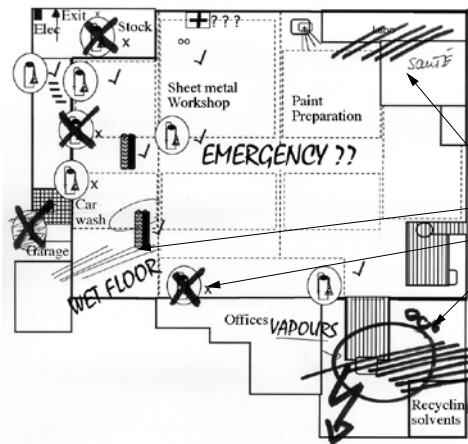 Exit
Elec
Stock
x
+ ???
Labo
SANTÉ
Sheet metal
Workshop
Paint
Preparation
EMERGENCY ??
x
x
Car
wash
Garage
WET FLOOR
x
Offices
VAPOURS
Recycling
solvents